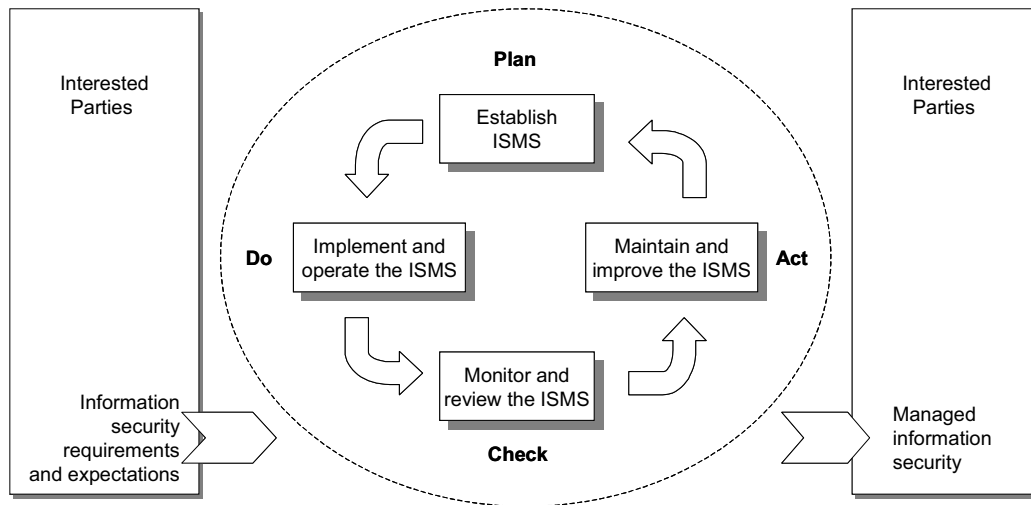 Interested
Parties
Information
security
requirements
and expectations
Plan
Establish
ISMS
Do
Implement and
operate the ISMS
Maintain and
improve the ISMS
Act
Monitor and
review the ISMS
Check
Interested
Parties
Managed
information
security